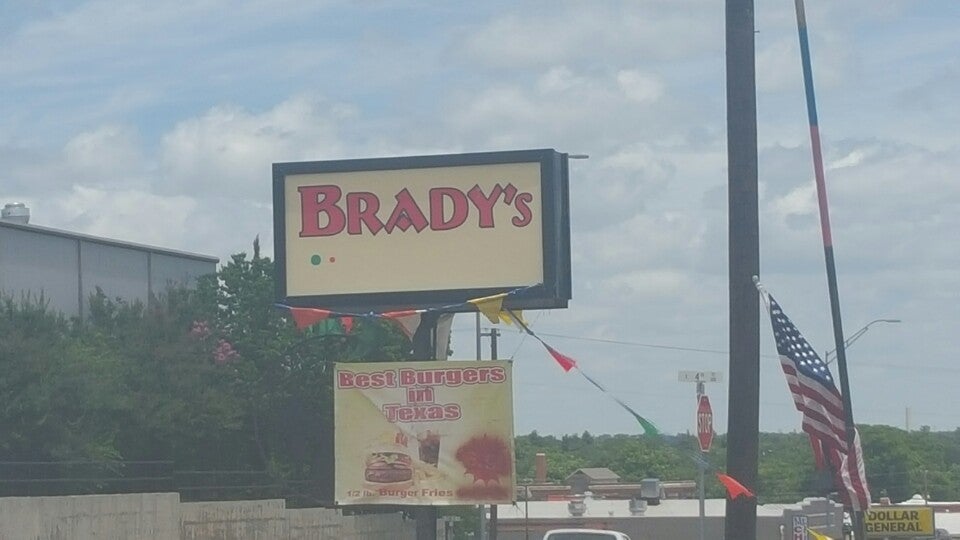 BRADY'S
Best Burgers
in
Texas
1/2 lb. Burger Fries
4th
STOP
DOLLAR
GENERAL